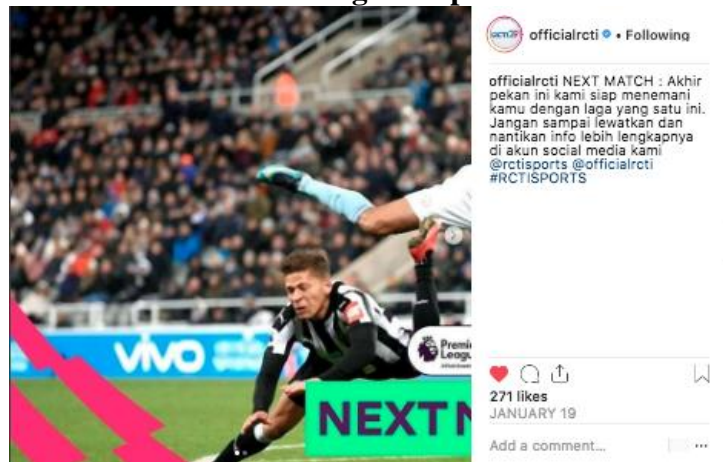 officialrcti • Following
officialrcti NEXT MATCH : Akhir
pekan ini kami siap menemani
kamu dengan laga yang satu ini.
Jangan sampai lewatkan dan
nantikan info lebih lengkapnya
di akun social media kami
@rctisports @officialrcti
#RCTISPORTS
vivo
Premi
Leagu
NEXT
271 likes
JANUARY 19
Add a comment...